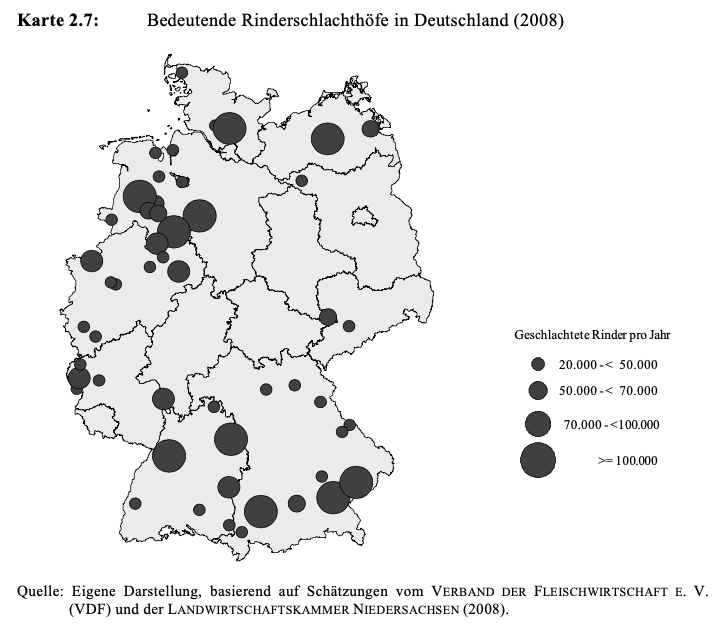 Karte 2.7: Bedeutende Rinderschlachthöfe in Deutschland (2008)
Geschlachtete Rinder pro Jahr
20.000 -< 50.000
50.000 -< 70.000
70.000 -<100.000
>= 100.000
Quelle: Eigene Darstellung, basierend auf Schätzungen vom VERBAND DER FLEISCHWIRTSCHAFT E. V.
(VDF) und der LANDWIRTSCHAFTSKAMMER NIEDERSACHSEN (2008).